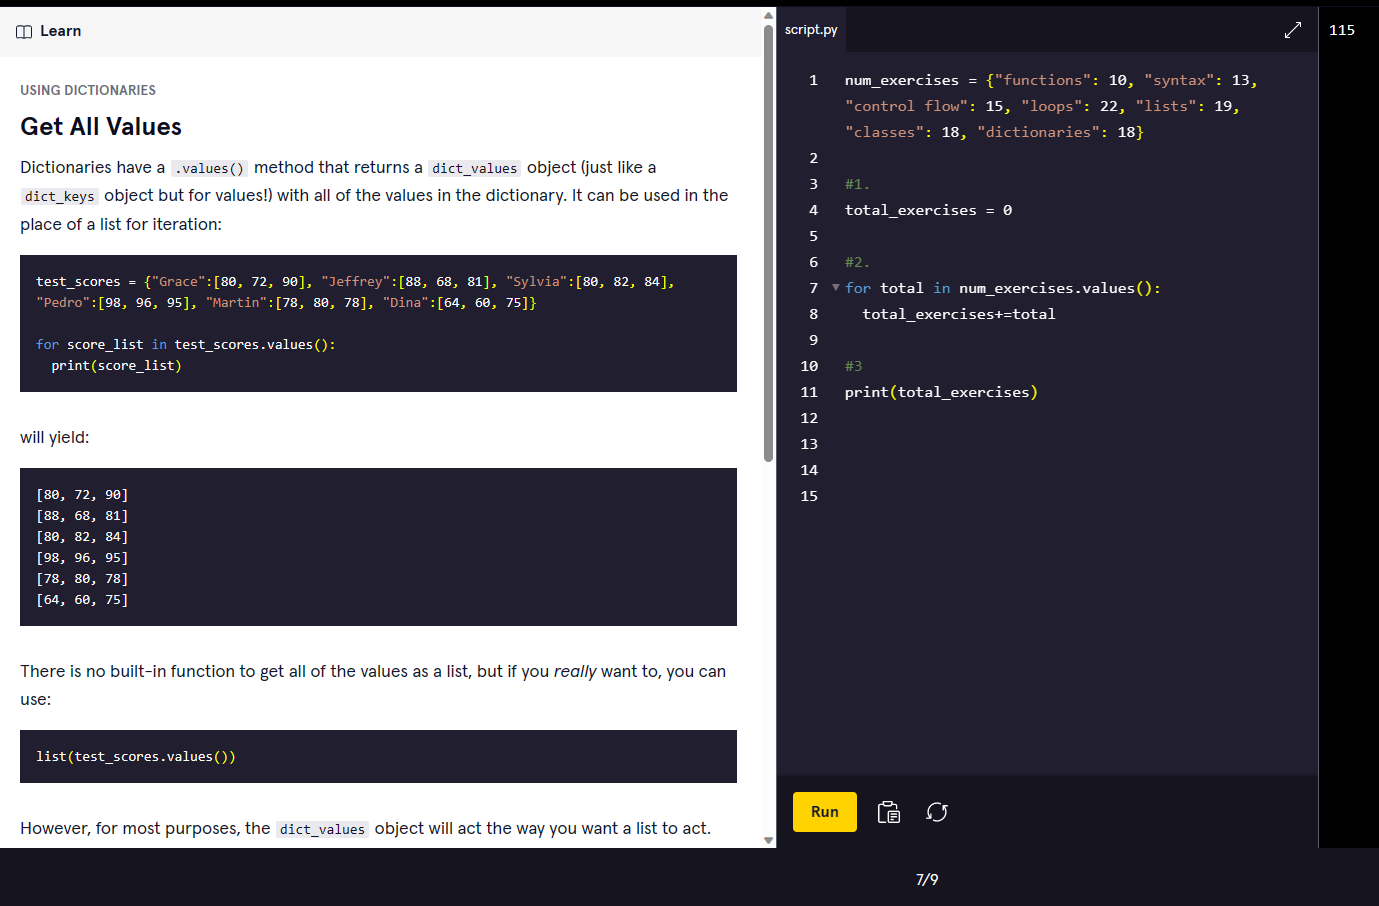 Learn
USING DICTIONARIES
Get All Values
Dictionaries have a .values() method that returns a dict_values object (just like a
dict_keys object but for values!) with all of the values in the dictionary. It can be used in the
place of a list for iteration:
test_scores = {"Grace":[80, 72, 90], "Jeffrey":[88, 68, 81], "Sylvia":[80, 82, 84],
"Pedro":[98, 96, 95], "Martin":[78, 80, 78], "Dina":[64, 60, 75]}
for score_list in test_scores.values():
  print(score_list)
will yield:
[80, 72, 90]
[88, 68, 81]
[80, 82, 84]
[98, 96, 95]
[78, 80, 78]
[64, 60, 75]
There is no built-in function to get all of the values as a list, but if you really want to, you can
use:
list(test_scores.values())
However, for most purposes, the dict_values object will act the way you want a list to act.
script.py
1 num_exercises = {"functions": 10, "syntax": 13,
"control flow": 15, "loops": 22, "lists": 19,
"classes": 18, "dictionaries": 18}
2
3 #1.
4 total_exercises = 0
5
6 #2.
7 for total in num_exercises.values():
8   total_exercises+=total
9
10 #3
11 print(total_exercises)
12
13
14
15
Run
115
7/9